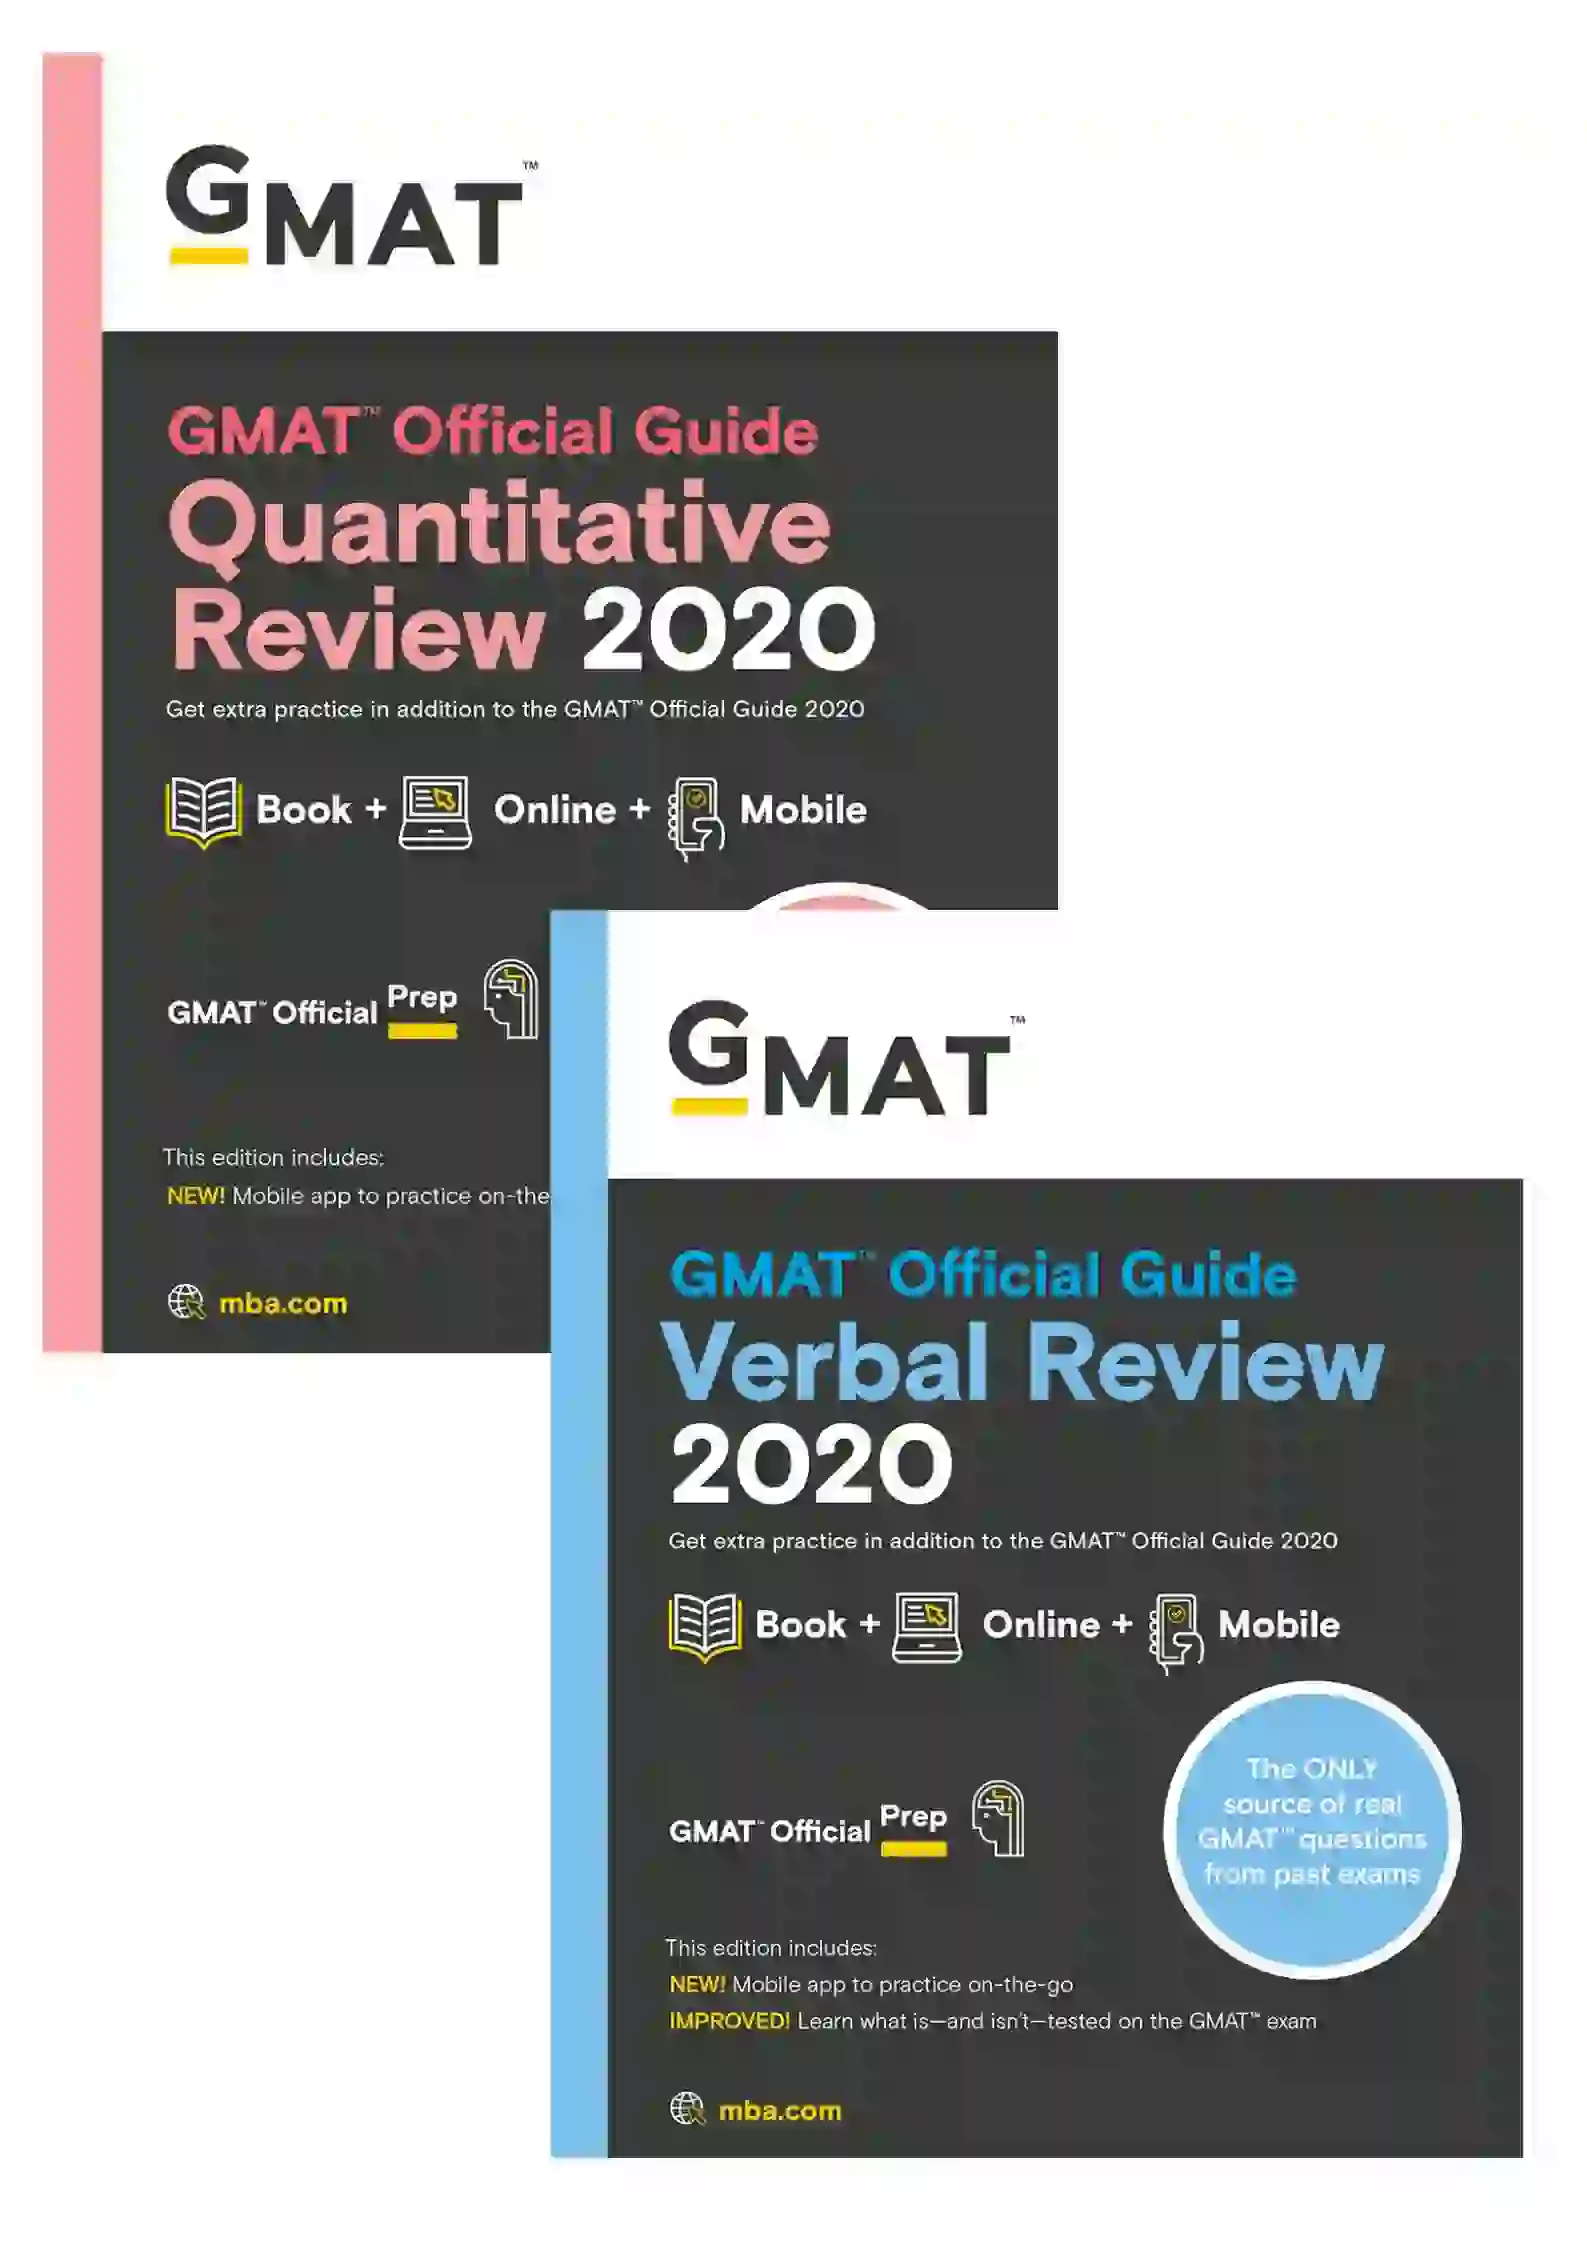 GMAT™
GMAT™ Official Guide
Quantitative
Review 2020
Get extra practice in addition to the GMAT™ Official Guide 2020
Book + Online + Mobile
GMAT™ Official Prep
This edition includes:
NEW! Mobile app to practice on-the
mba.com
GMAT™
GMAT™ Official Guide
Verbal Review
2020
Get extra practice in addition to the GMAT™ Official Guide 2020
Book + Online + Mobile
The ONLY
source of real
GMAT™ questions
from past exams
GMAT™ Official Prep
This edition includes:
NEW! Mobile app to practice on-the-go
IMPROVED! Learn what is—and isn't—tested on the GMAT™ exam
mba.com